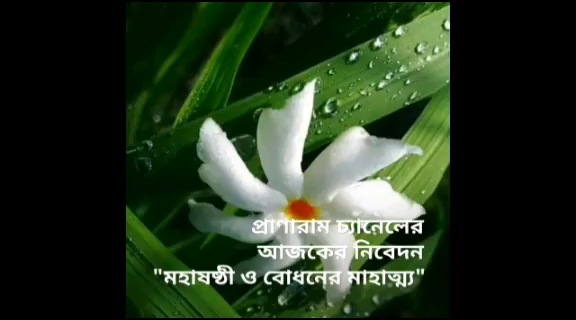 প্রাণারাম চ্যানেলের
আজকের নিবেদন
"মহাষষ্ঠী ও বোধনের মাহাত্ম্য"